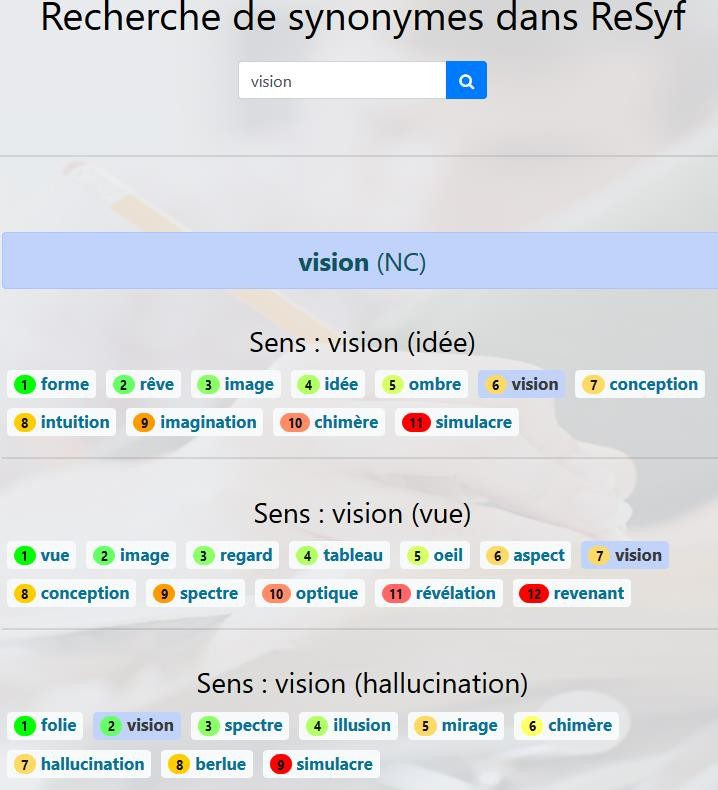 Recherche de synonymes dans ReSyf
vision
vision (NC)
Sens : vision (idée)
1 forme 2 rêve 3 image 4 idée 5 ombre 6 vision 7 conception
8 intuition 9 imagination 10 chimère 11 simulacre
Sens : vision (vue)
1 vue 2 image 3 regard 4 tableau 5 oeil 6 aspect 7 vision
8 conception 9 spectre 10 optique 11 révélation 12 revenant
Sens : vision (hallucination)
1 folie 2 vision 3 spectre 4 illusion 5 mirage 6 chimère
7 hallucination 8 berlue 9 simulacre